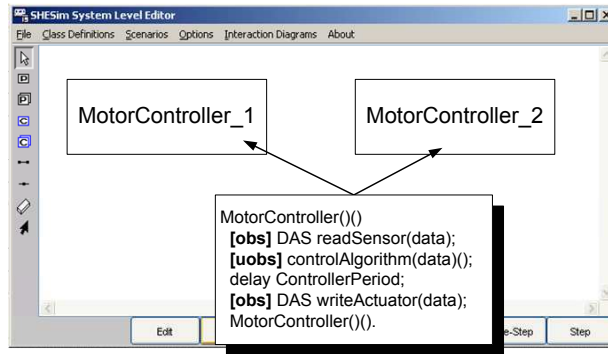 SHESim System Level Editor
File Class Definitions Scenarios Options Interaction Diagrams About
MotorController_1
MotorController_2
MotorController()()
[obs] DAS readSensor(data);
[uobs] controlAlgorithm(data)();
delay ControllerPeriod;
[obs] DAS writeActuator(data);
MotorController()().
Edit
e-Step
Step